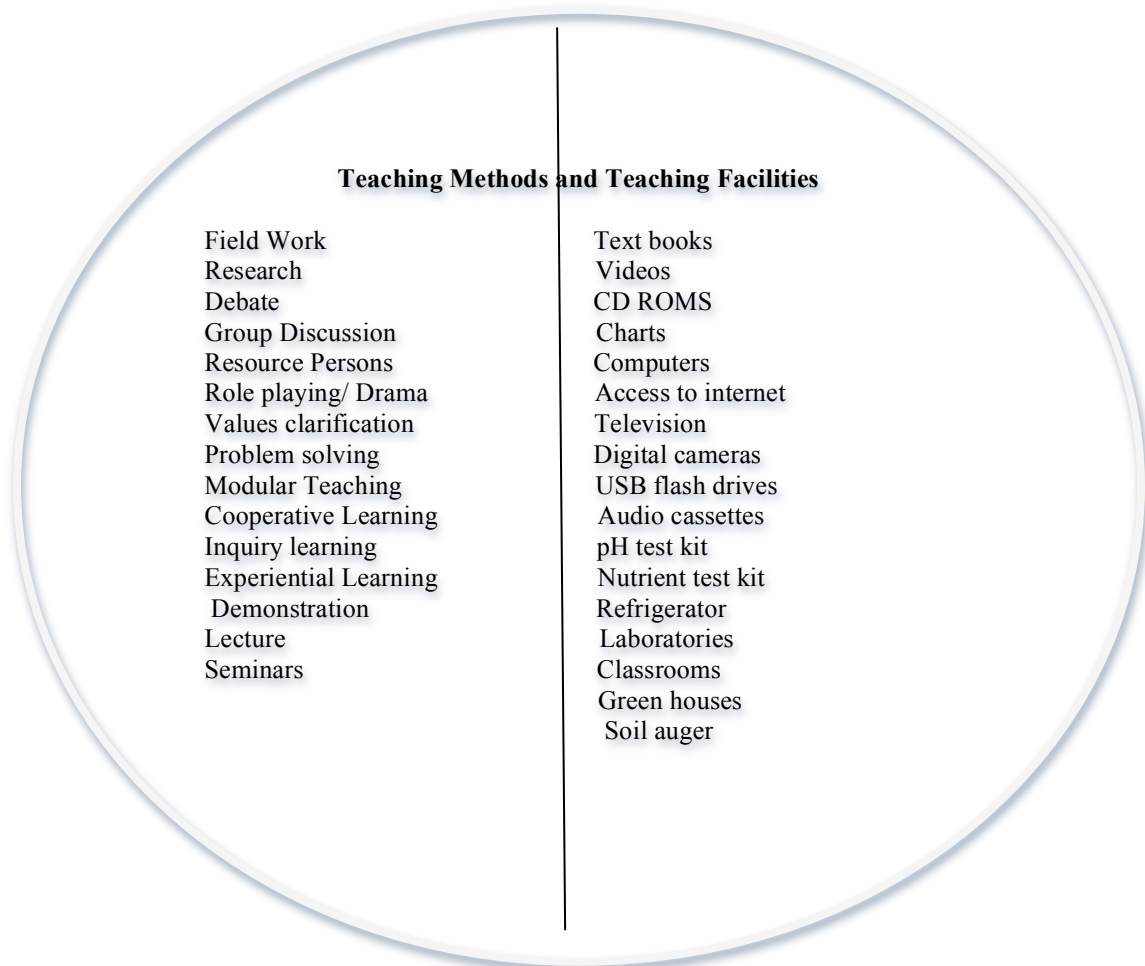 Teaching Methods and Teaching Facilities
Field Work
Research
Debate
Group Discussion
Resource Persons
Role playing/ Drama
Values clarification
Problem solving
Modular Teaching
Cooperative Learning
Inquiry learning
Experiential Learning
Demonstration
Lecture
Seminars
Text books
Videos
CD ROMS
Charts
Computers
Access to internet
Television
Digital cameras
USB flash drives
Audio cassettes
pH test kit
Nutrient test kit
Refrigerator
Laboratories
Classrooms
Green houses
Soil auger